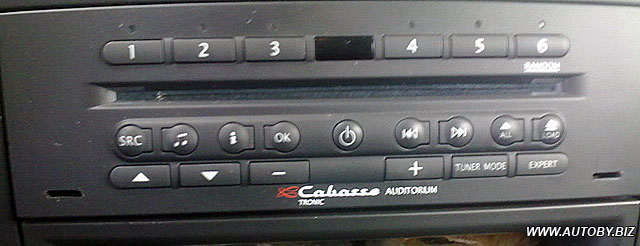 1 2 3 4 5 6
RANDOM
SRC i OK ALL LOAD
TUNER MODE EXPERT
Cabasse AUDITORIUM
TRONIC
WWW.AUTOBY.BIZ